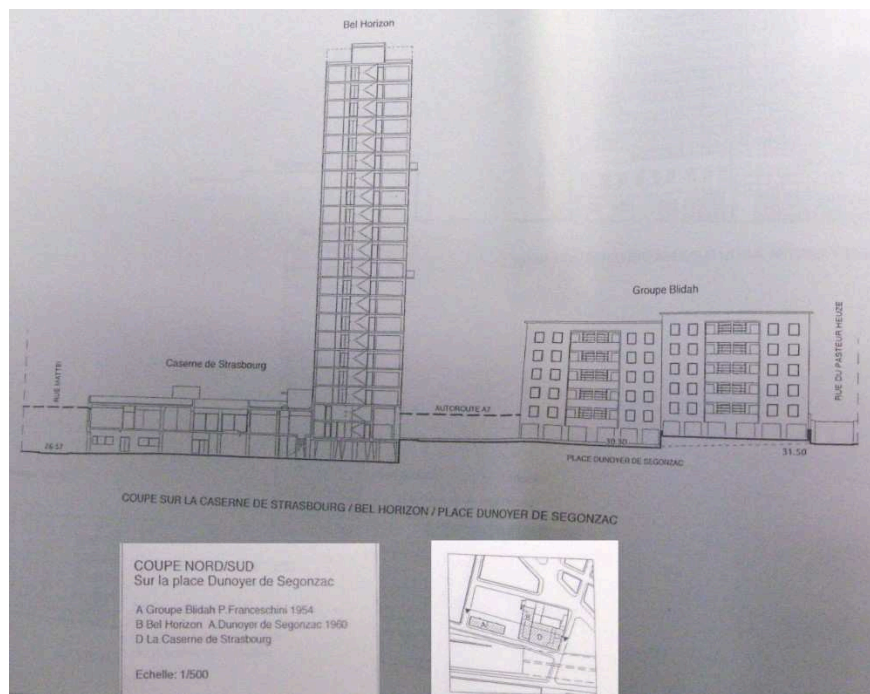 Bel Horizon
Groupe Blidah
RUE DU PASTEUR HEUZE
Caserne de Strasbourg
RUE MATTEI
AUTOROUTE A7
26.57
30.30
31.50
PLACE DUNOYER DE SEGONZAC
COUPE SUR LA CASERNE DE STRASBOURG / BEL HORIZON / PLACE DUNOYER DE SEGONZAC
COUPE NORD/SUD
Sur la place Dunoyer de Segonzac
A Groupe Blidah P.Franceschini 1954
B Bel Horizon A.Dunoyer de Segonzac 1960
D La Caserne de Strasbourg
Echelle: 1/500